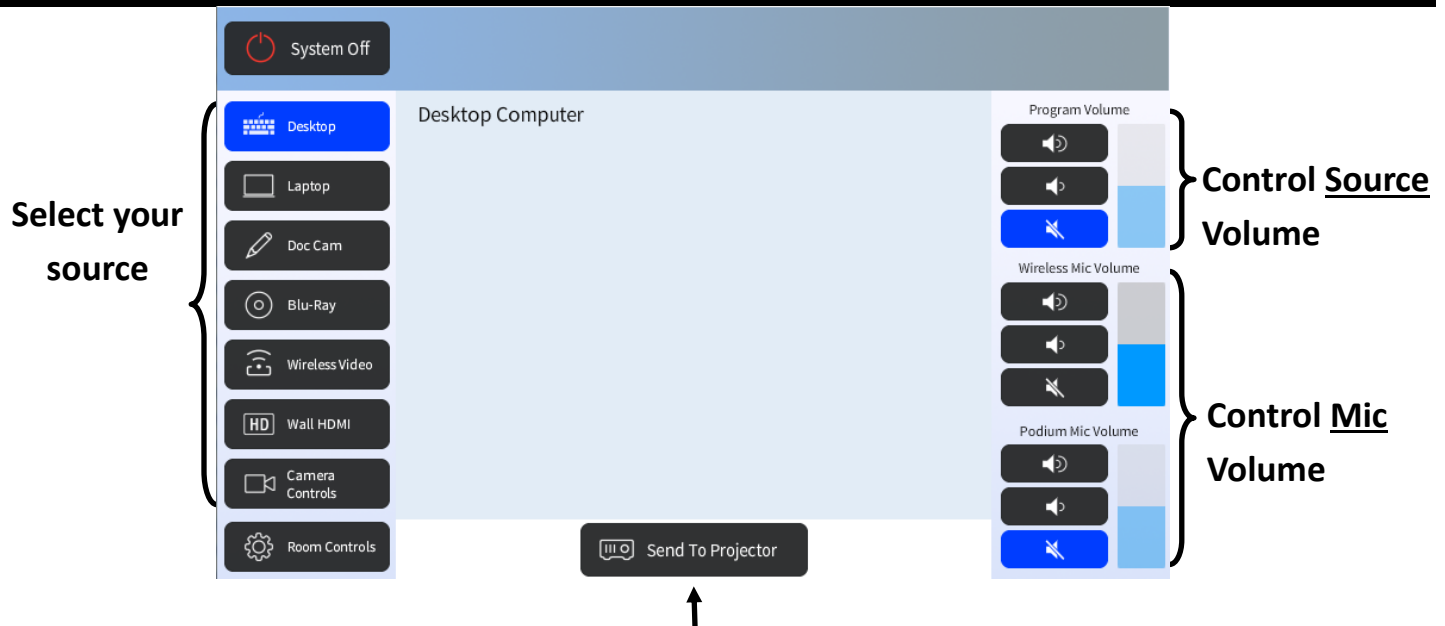 System Off
Select your
source
Desktop
Laptop
Doc Cam
Blu-Ray
Wireless Video
HD Wall HDMI
Camera
Controls
Room Controls
Desktop Computer
Send To Projector
Program Volume
Wireless Mic Volume
Podium Mic Volume
Control Source
Volume
Control Mic
Volume